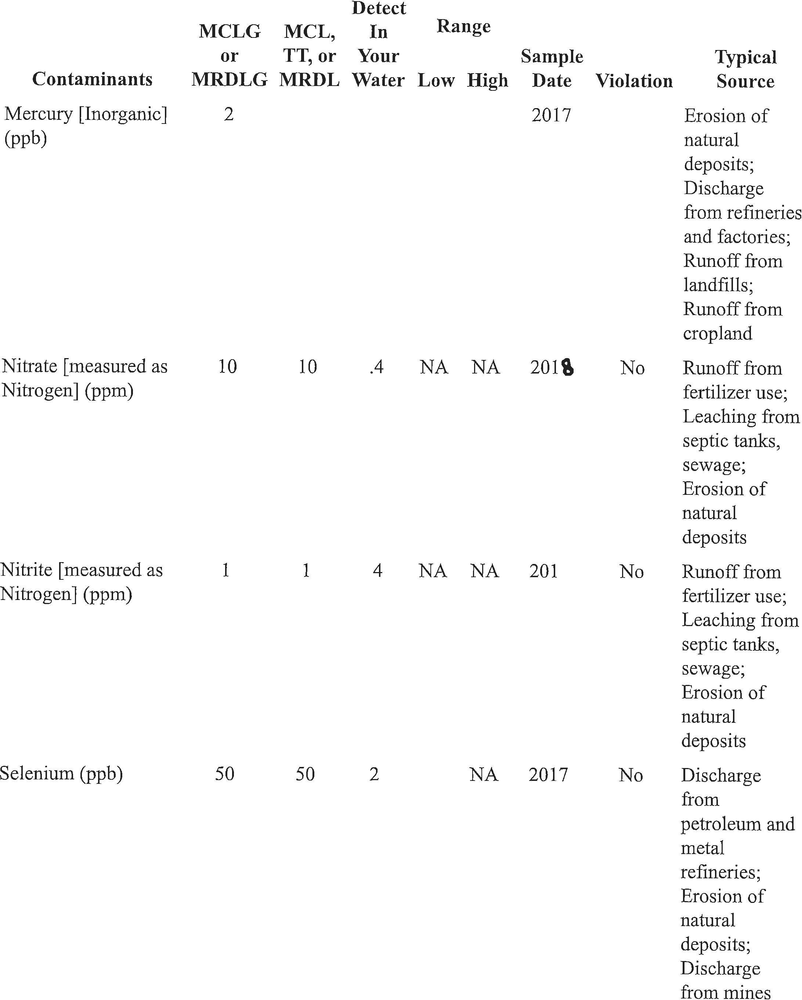 Detect
MCLG MCL, In Range
or TT, or Your Sample Typical
Contaminants MRDLG MRDL Water Low High Date Violation Source
Mercury [Inorganic] 2 2017 Erosion of
(ppb) natural
deposits;
Discharge
from refineries
and factories;
Runoff from
landfills;
Runoff from
cropland
Nitrate [measured as 10 10 .4 NA NA 2018 No Runoff from
Nitrogen] (ppm) fertilizer use;
Leaching from
septic tanks,
sewage;
Erosion of
natural
deposits
Nitrite [measured as 1 1 4 NA NA 201 No Runoff from
Nitrogen] (ppm) fertilizer use;
Leaching from
septic tanks,
sewage;
Erosion of
natural
deposits
Selenium (ppb) 50 50 2 NA 2017 No Discharge
from
petroleum and
metal
refineries;
Erosion of
natural
deposits;
Discharge
from mines